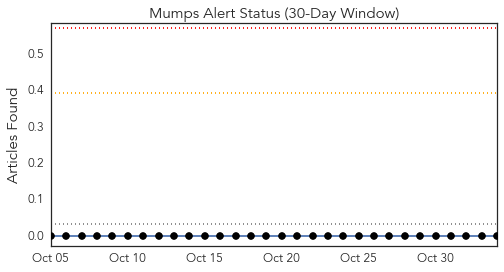 Mumps Alert Status (30-Day Window)
Articles Found
0.5
0.4
0.3
0.2
0.1
0.0
Oct 05 Oct 10 Oct 15 Oct 20 Oct 25 Oct 30